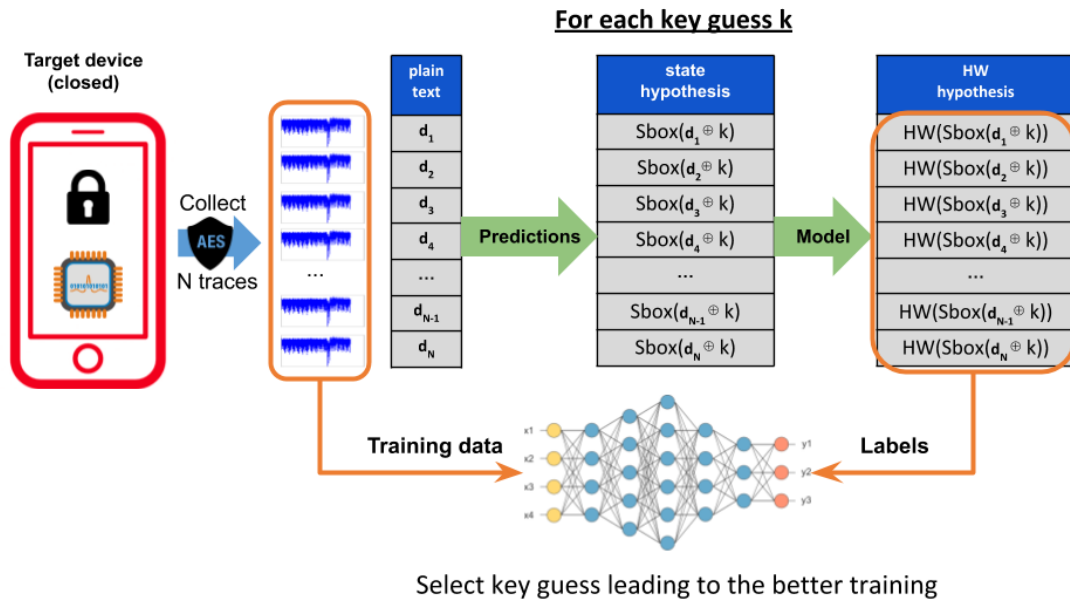 For each key guess k
Target device
(closed)
plain
text
state
hypothesis
HW
hypothesis
d1
Sbox(d1 ⊕ k)
HW(Sbox(d1 ⊕ k))
d2
Sbox(d2 ⊕ k)
HW(Sbox(d2 ⊕ k))
d3
Sbox(d3 ⊕ k)
HW(Sbox(d3 ⊕ k))
Collect
AES
N traces
d4
Predictions
Sbox(d4 ⊕ k)
Model
HW(Sbox(d4 ⊕ k))
...
...
...
...
dN-1
Sbox(dN-1 ⊕ k)
HW(Sbox(dN-1 ⊕ k))
dN
Sbox(dN ⊕ k)
HW(Sbox(dN ⊕ k))
Training data
Labels
x1
x2
x3
x4
y1
y2
y3
Select key guess leading to the better training